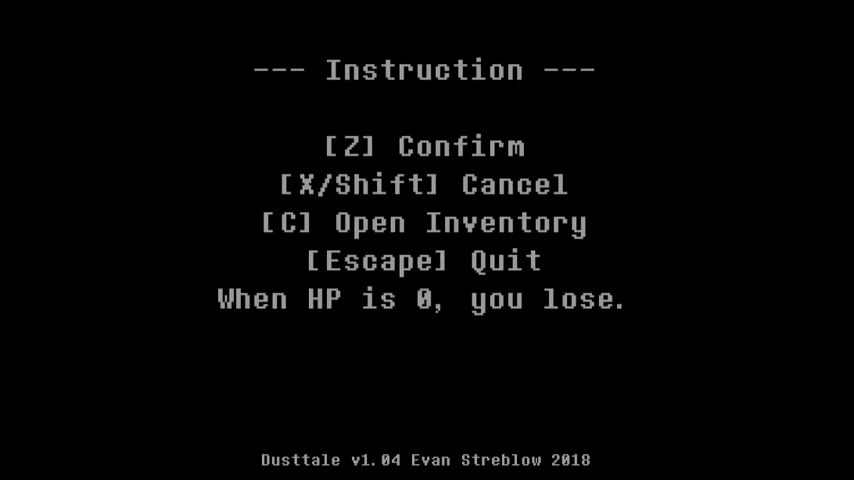 --- Instruction ---
[Z] Confirm
[X/Shift] Cancel
[C] Open Inventory
[Escape] Quit
When HP is 0, you lose.
Dusttale v1.04 Evan Streblow 2018